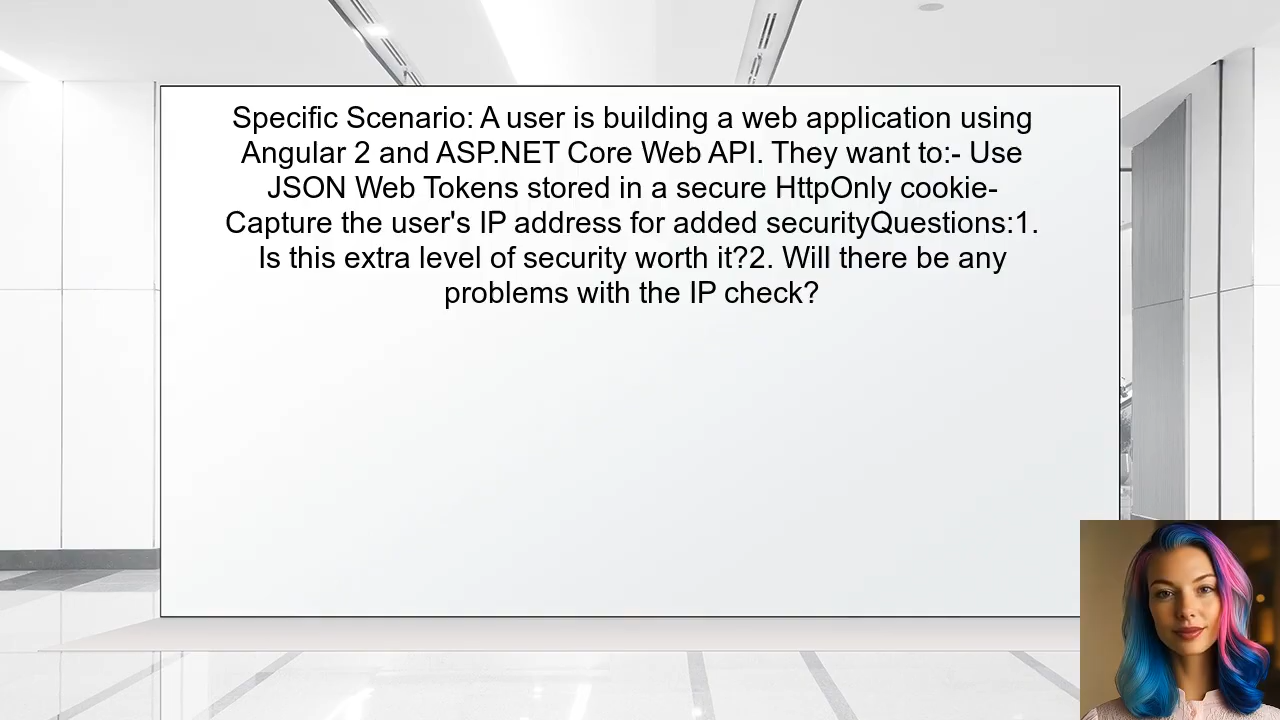 Specific Scenario: A user is building a web application using
Angular 2 and ASP.NET Core Web API. They want to:- Use
JSON Web Tokens stored in a secure HttpOnly cookie-
Capture the user's IP address for added securityQuestions:1.
Is this extra level of security worth it?2. Will there be any
problems with the IP check?